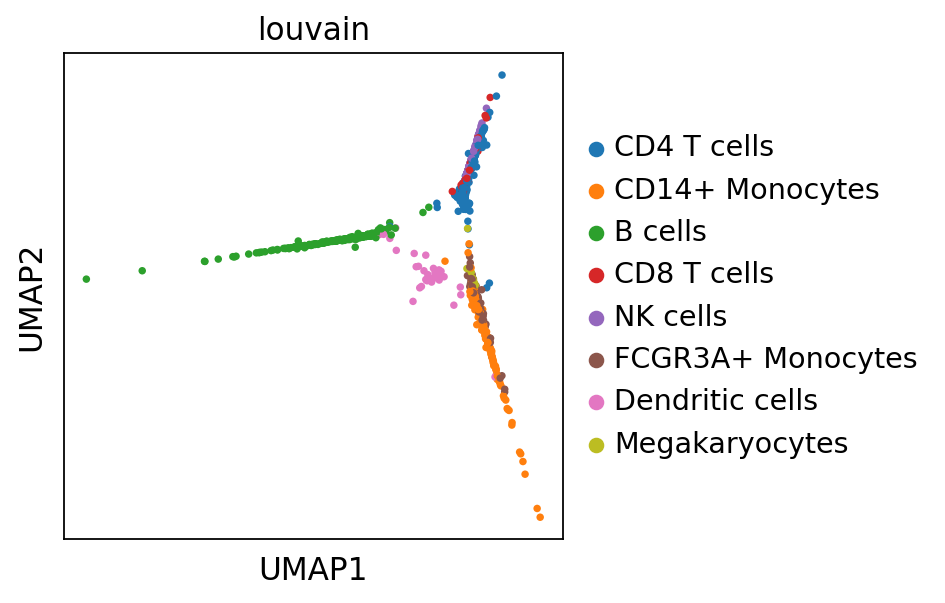 louvain
UMAP2
UMAP1
CD4 T cells
CD14+ Monocytes
B cells
CD8 T cells
NK cells
FCGR3A+ Monocytes
Dendritic cells
Megakaryocytes